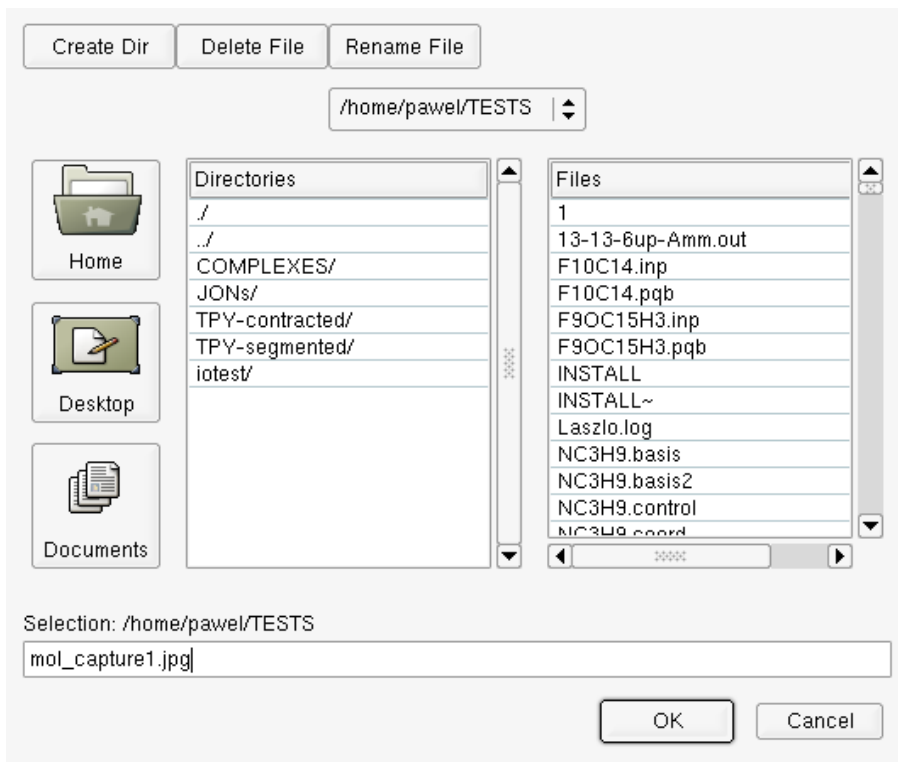 Create Dir Delete File Rename File
/home/pawel/TESTS
Home
Desktop
Documents
Directories
./
../
COMPLEXES/
JONs/
TPY-contracted/
TPY-segmented/
iotest/
Files
1
13-13-6up-Amm.out
F10C14.inp
F10C14.pqb
F9OC15H3.inp
F9OC15H3.pqb
INSTALL
INSTALL~
Laszlo.log
NC3H9.basis
NC3H9.basis2
NC3H9.control
NC3H9.coord
Selection: /home/pawel/TESTS
mol_capture1.jpg
OK Cancel